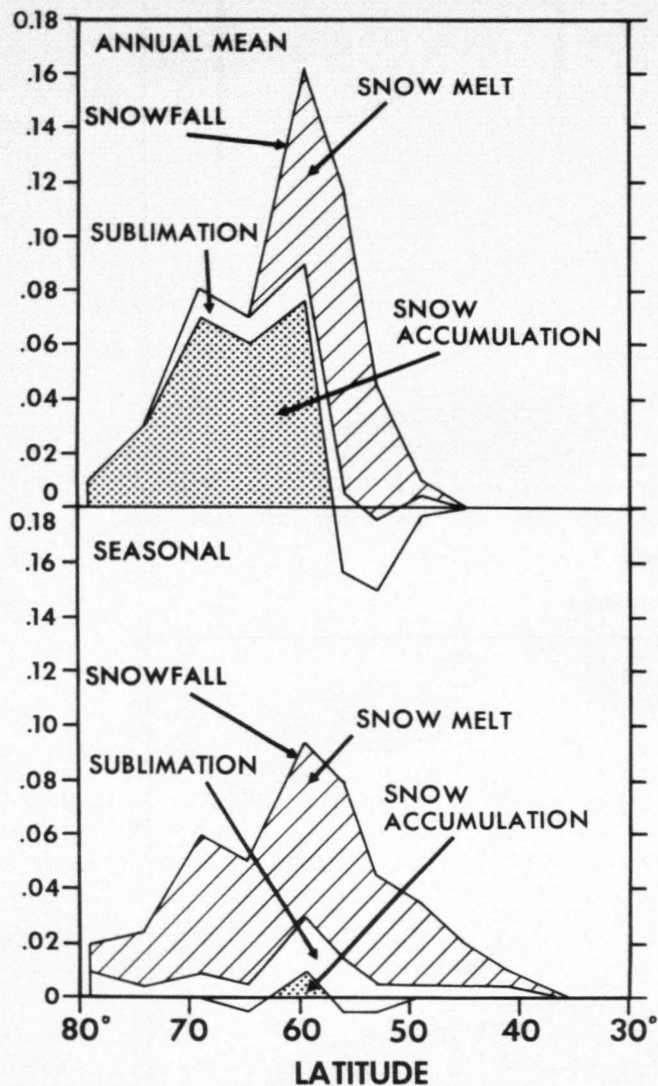 0.18
ANNUAL MEAN
.16
SNOW MELT
SNOWFALL
.14
.12
.10
SUBLIMATION
.08
SNOW
ACCUMULATION
.06
.04
.02
0
0.18
SEASONAL
.16
.14
.12
SNOWFALL
.10
SNOW MELT
SUBLIMATION
.08
SNOW
ACCUMULATION
.06
.04
.02
0
80° 70 60 50 40 30°
LATITUDE